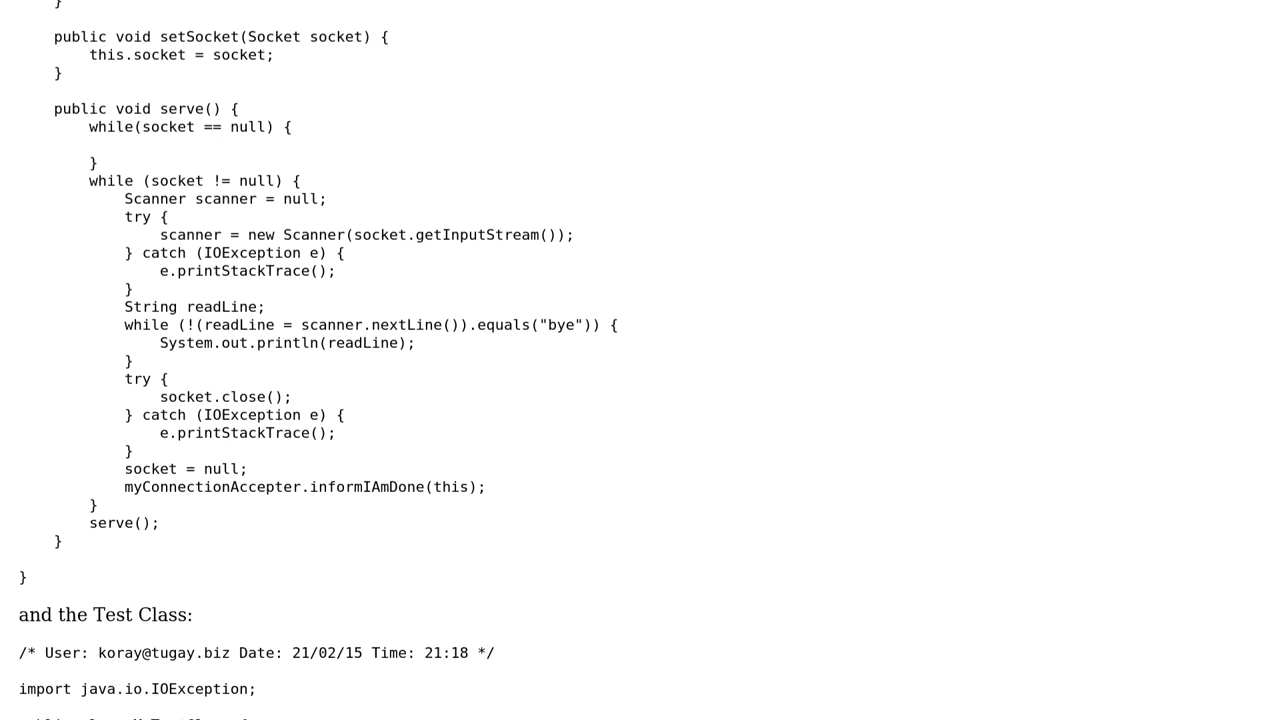 }

    public void setSocket(Socket socket) {
        this.socket = socket;
    }

    public void serve() {
        while(socket == null) {

        }
        while (socket != null) {
            Scanner scanner = null;
            try {
                scanner = new Scanner(socket.getInputStream());
            } catch (IOException e) {
                e.printStackTrace();
            }
            String readLine;
            while (!(readLine = scanner.nextLine()).equals("bye")) {
                System.out.println(readLine);
            }
            try {
                socket.close();
            } catch (IOException e) {
                e.printStackTrace();
            }
            socket = null;
            myConnectionAccepter.informIAmDone(this);
        }
        serve();
    }

}
and the Test Class:
/* User: koray@tugay.biz Date: 21/02/15 Time: 21:18 */

import java.io.IOException;